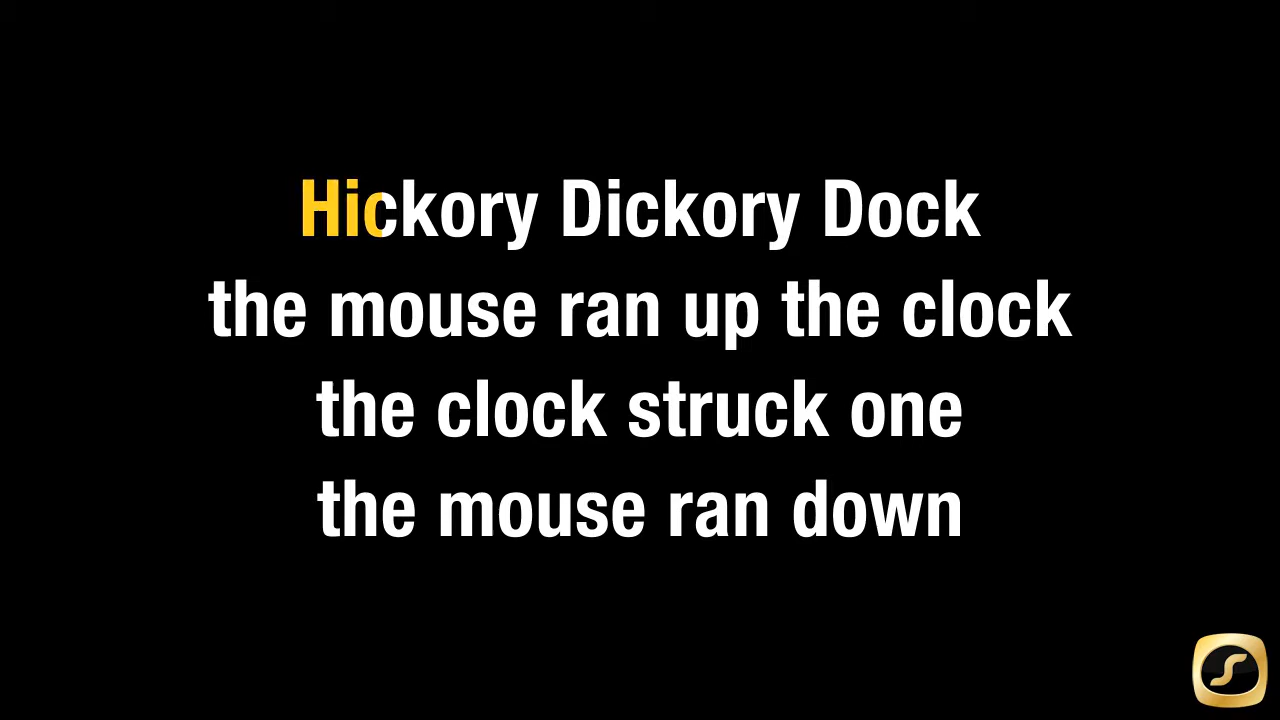 Hickory Dickory Dock
the mouse ran up the clock
the clock struck one
the mouse ran down